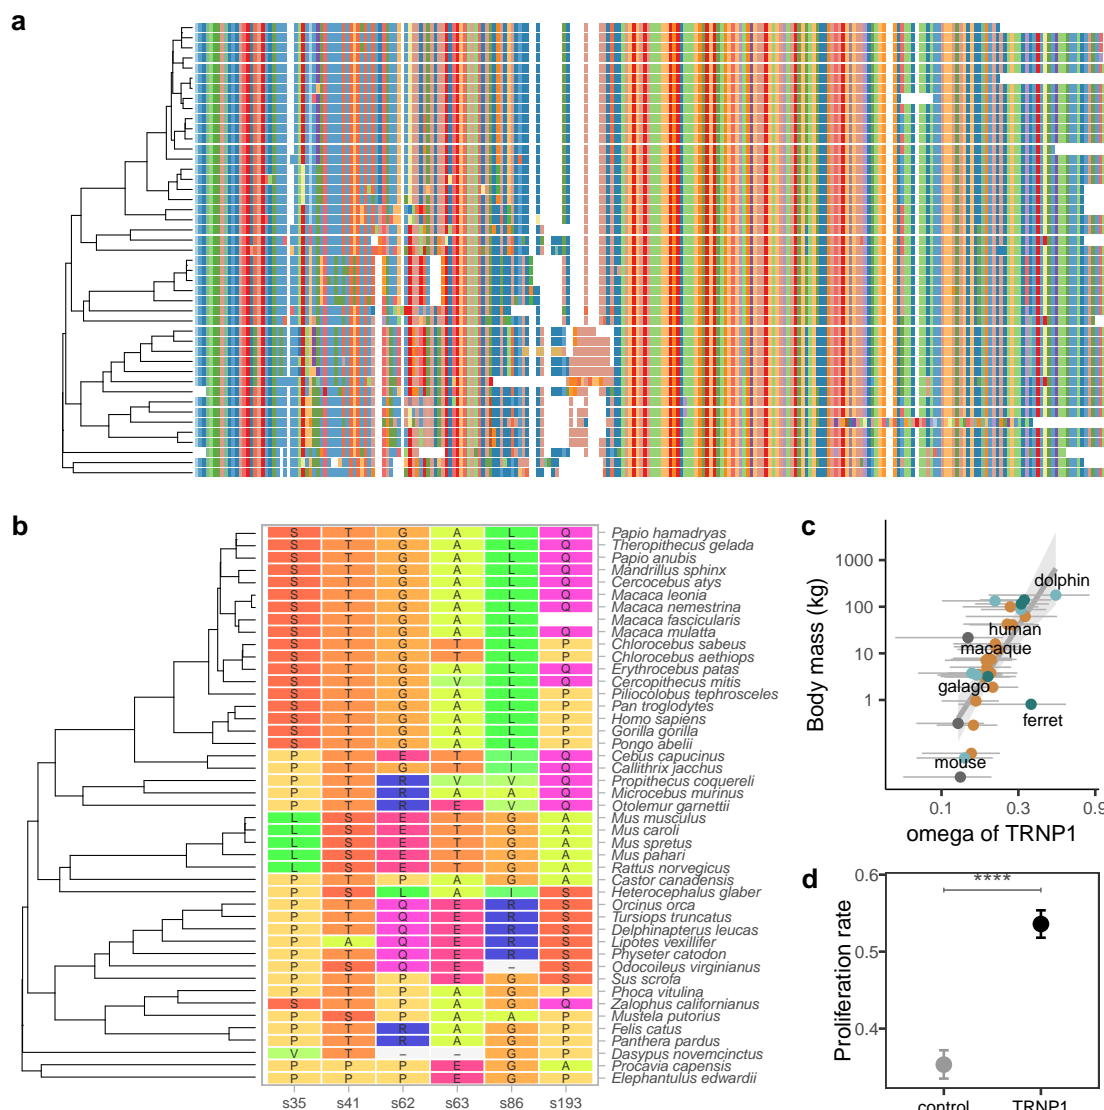 a
b
S T G A L Q Papio hamadryas
S T G A L Q Theropithecus gelada
S T G A L Q Papio anubis
S T G A L Q Mandrillus sphinx
S T G A L Q Cercocebus atys
S T G A L Q Macaca leonia
S T G A L Q Macaca nemestrina
S T G A L Macaca fascicularis
S T G A L Q Macaca mulatta
S T G T L P Chlorocebus sabeus
S T G T L P Chlorocebus aethiops
S T G A L Q Erythrocebus patas
S T G V L Q Cercopithecus mitis
S T G A L P Piliocolobus tephrosceles
S T G A L P Pan troglodytes
S T G A L P Homo sapiens
S T G A L P Gorilla gorilla
S T G A L P Pongo abelii
P T E T I Q Cebus capucinus
P T G T I Q Callithrix jacchus
P T R V V Q Propithecus coquereli
P T R A A Q Microcebus murinus
P T R E V Q Otolemur garnettii
L S E T G A Mus musculus
L S E T G A Mus caroli
L S E T G A Mus spretus
L S E T G A Mus pahari
L S E T G A Rattus norvegicus
P T P A G A Castor canadensis
P S L A I S Heterocephalus glaber
P T Q E R S Orcinus orca
P T Q E R S Tursiops truncatus
P T Q E R S Delphinapterus leucas
P A Q E R S Lipotes vexillifer
P T Q E R S Physeter catodon
P S Q E – S Odocoileus virginianus
P T P E G S Sus scrofa
P T P A G P Phoca vitulina
S T P A G Q Zalophus californianus
P S P A A P Mustela putorius
P T R A G P Felis catus
P T R A G P Panthera pardus
V T – – G P Dasypus novemcinctus
P P P E G A Procavia capensis
P P P E G P Elephantulus edwardii
s35 s41 s62 s63 s86 s193
c
Body mass (kg)
1000
100
10
1
dolphin
human
macaque
galago
ferret
mouse
0.1 0.3 0.9
omega of TRNP1
d
Proliferation rate
0.6
0.5
0.4
****
control TRNP1